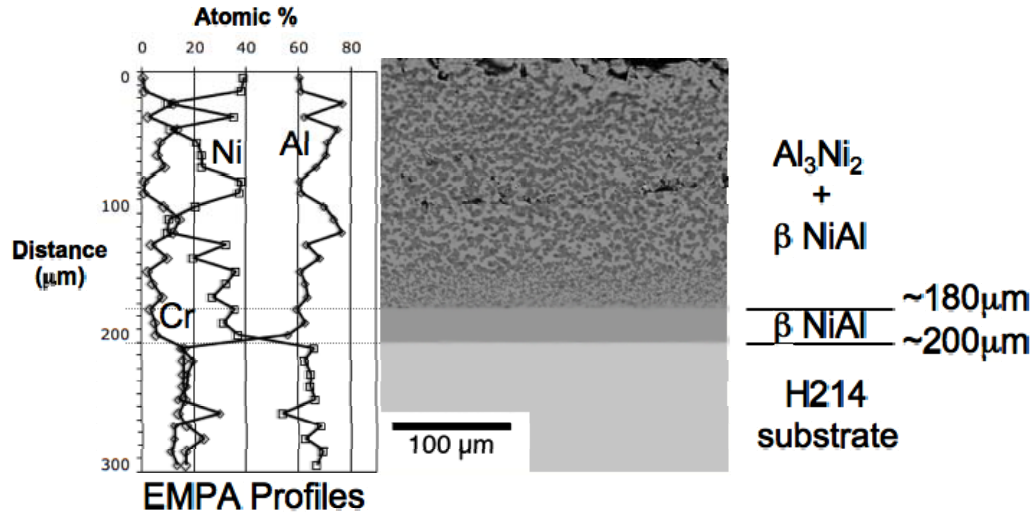 Atomic %
0 20 40 60 80
0
100
200
300
Distance
(μm)
Cr
Ni
Al
EMPA Profiles
100 μm
Al₃Ni₂
+
β NiAl
~180μm
β NiAl
~200μm
H214
substrate